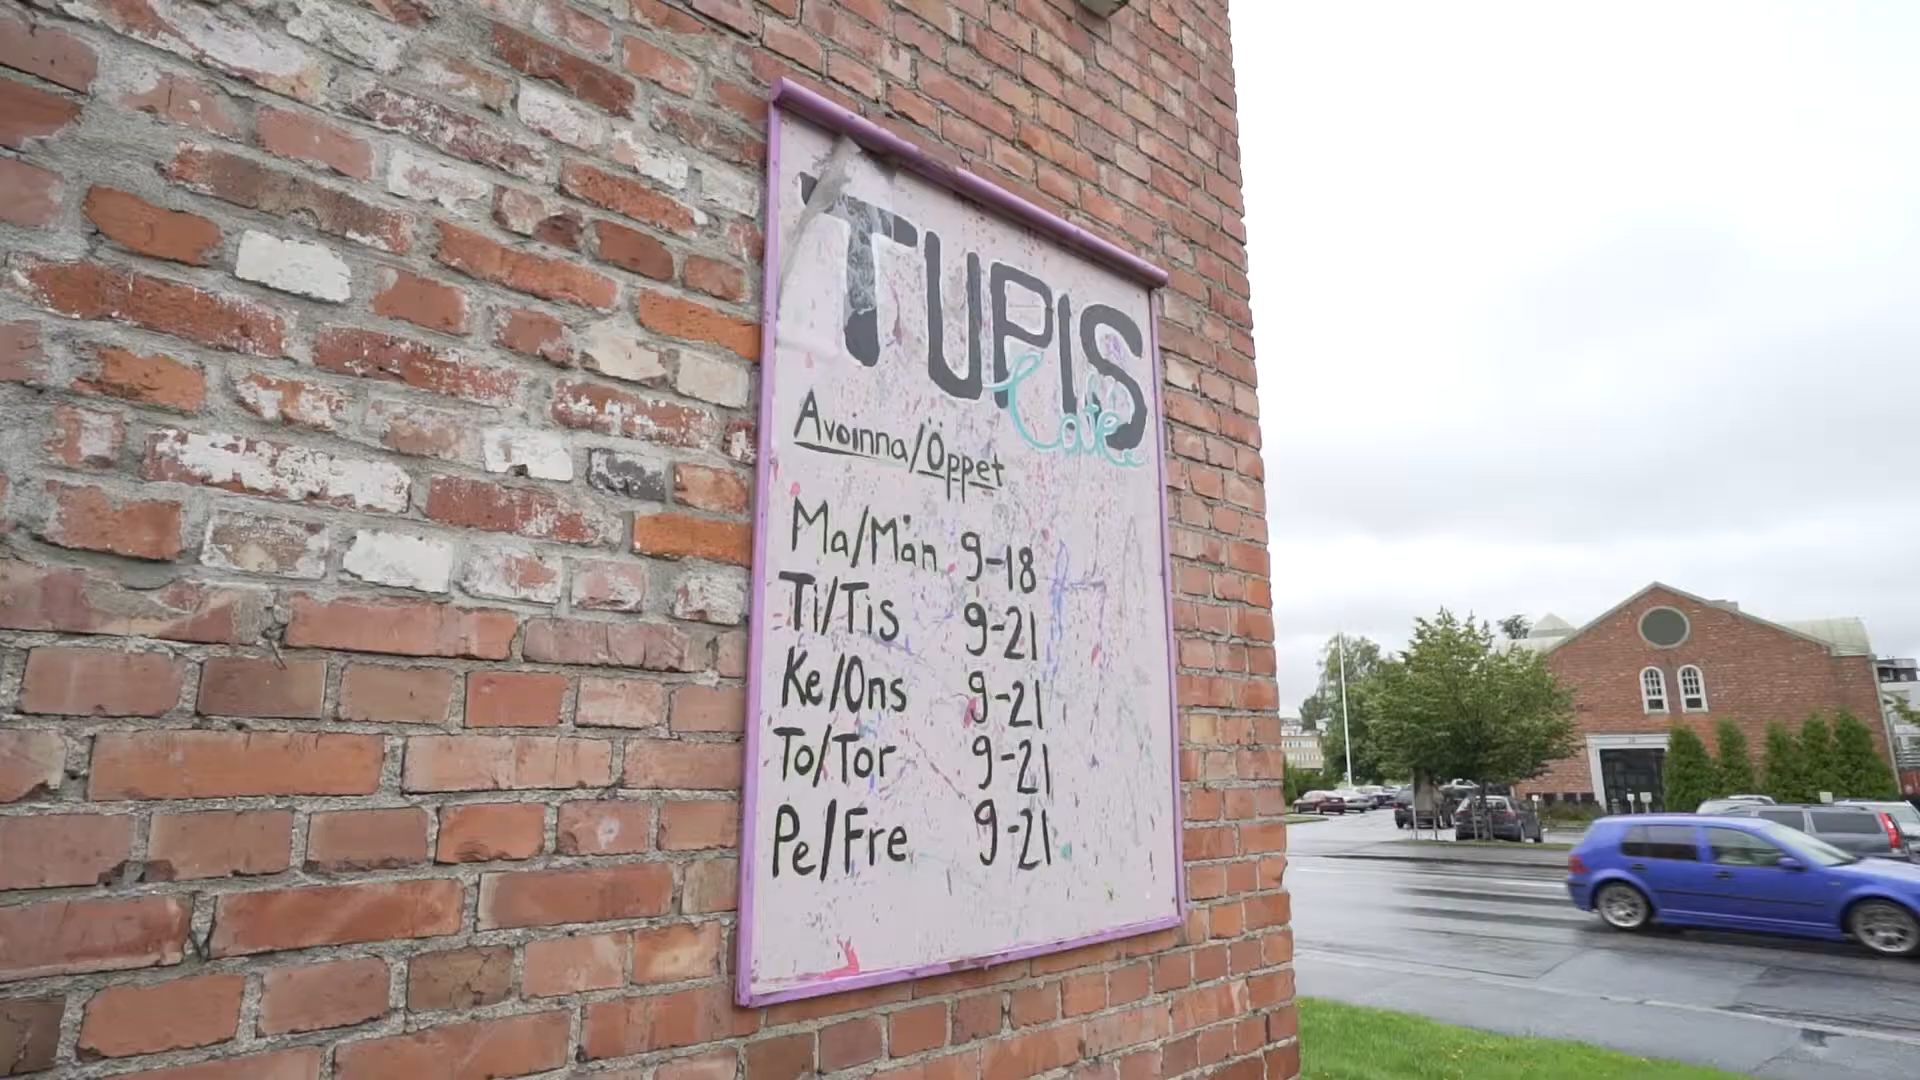 TUPIS
Café
Avoinna/Öppet
Ma/Mån 9-18
Ti/Tis 9-21
Ke/Ons 9-21
To/Tor 9-21
Pe/Fre 9-21